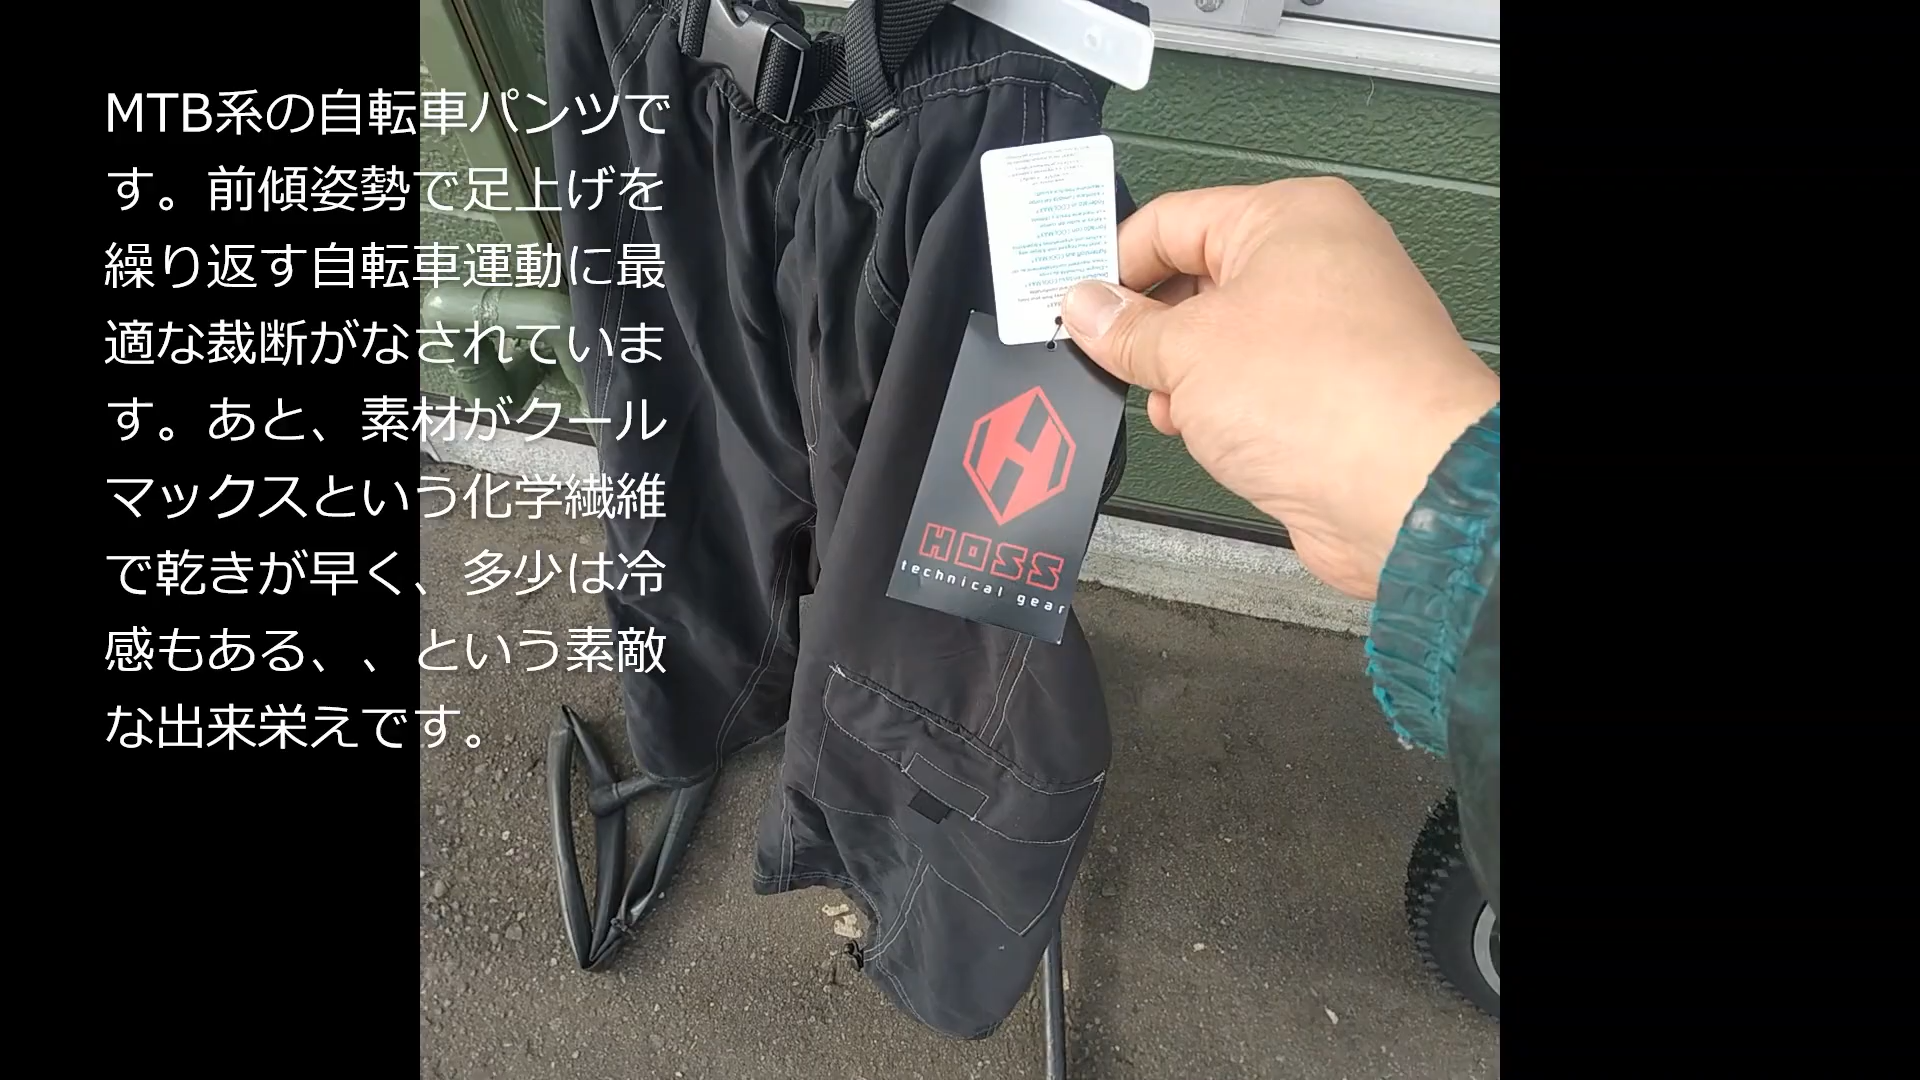 MTB系の自転車パンツで
す。前傾姿勢で足上げを
繰り返す自転車運動に最
適な裁断がなされていま
す。あと、素材がクール
マックスという化学繊維
で乾きが早く、多少は冷
感もある、、という素敵
な出来栄えです。
HOSS
technical gear